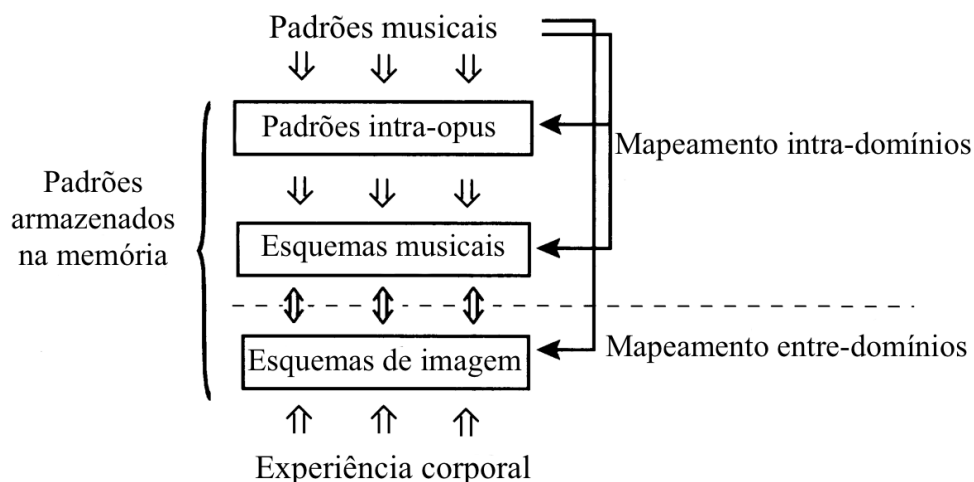 Padrões musicais
Padrões intra-opus
Mapeamento intra-domínios
Padrões
armazenados
na memória
Esquemas musicais
Esquemas de imagem
Mapeamento entre-domínios
Experiência corporal